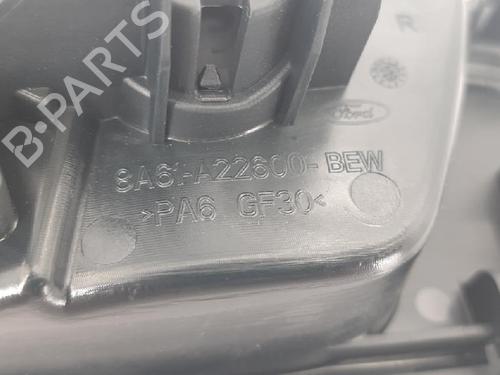 B-PARTS
R
Ford
8A61-A22600-BEW
>PA6 GF30<